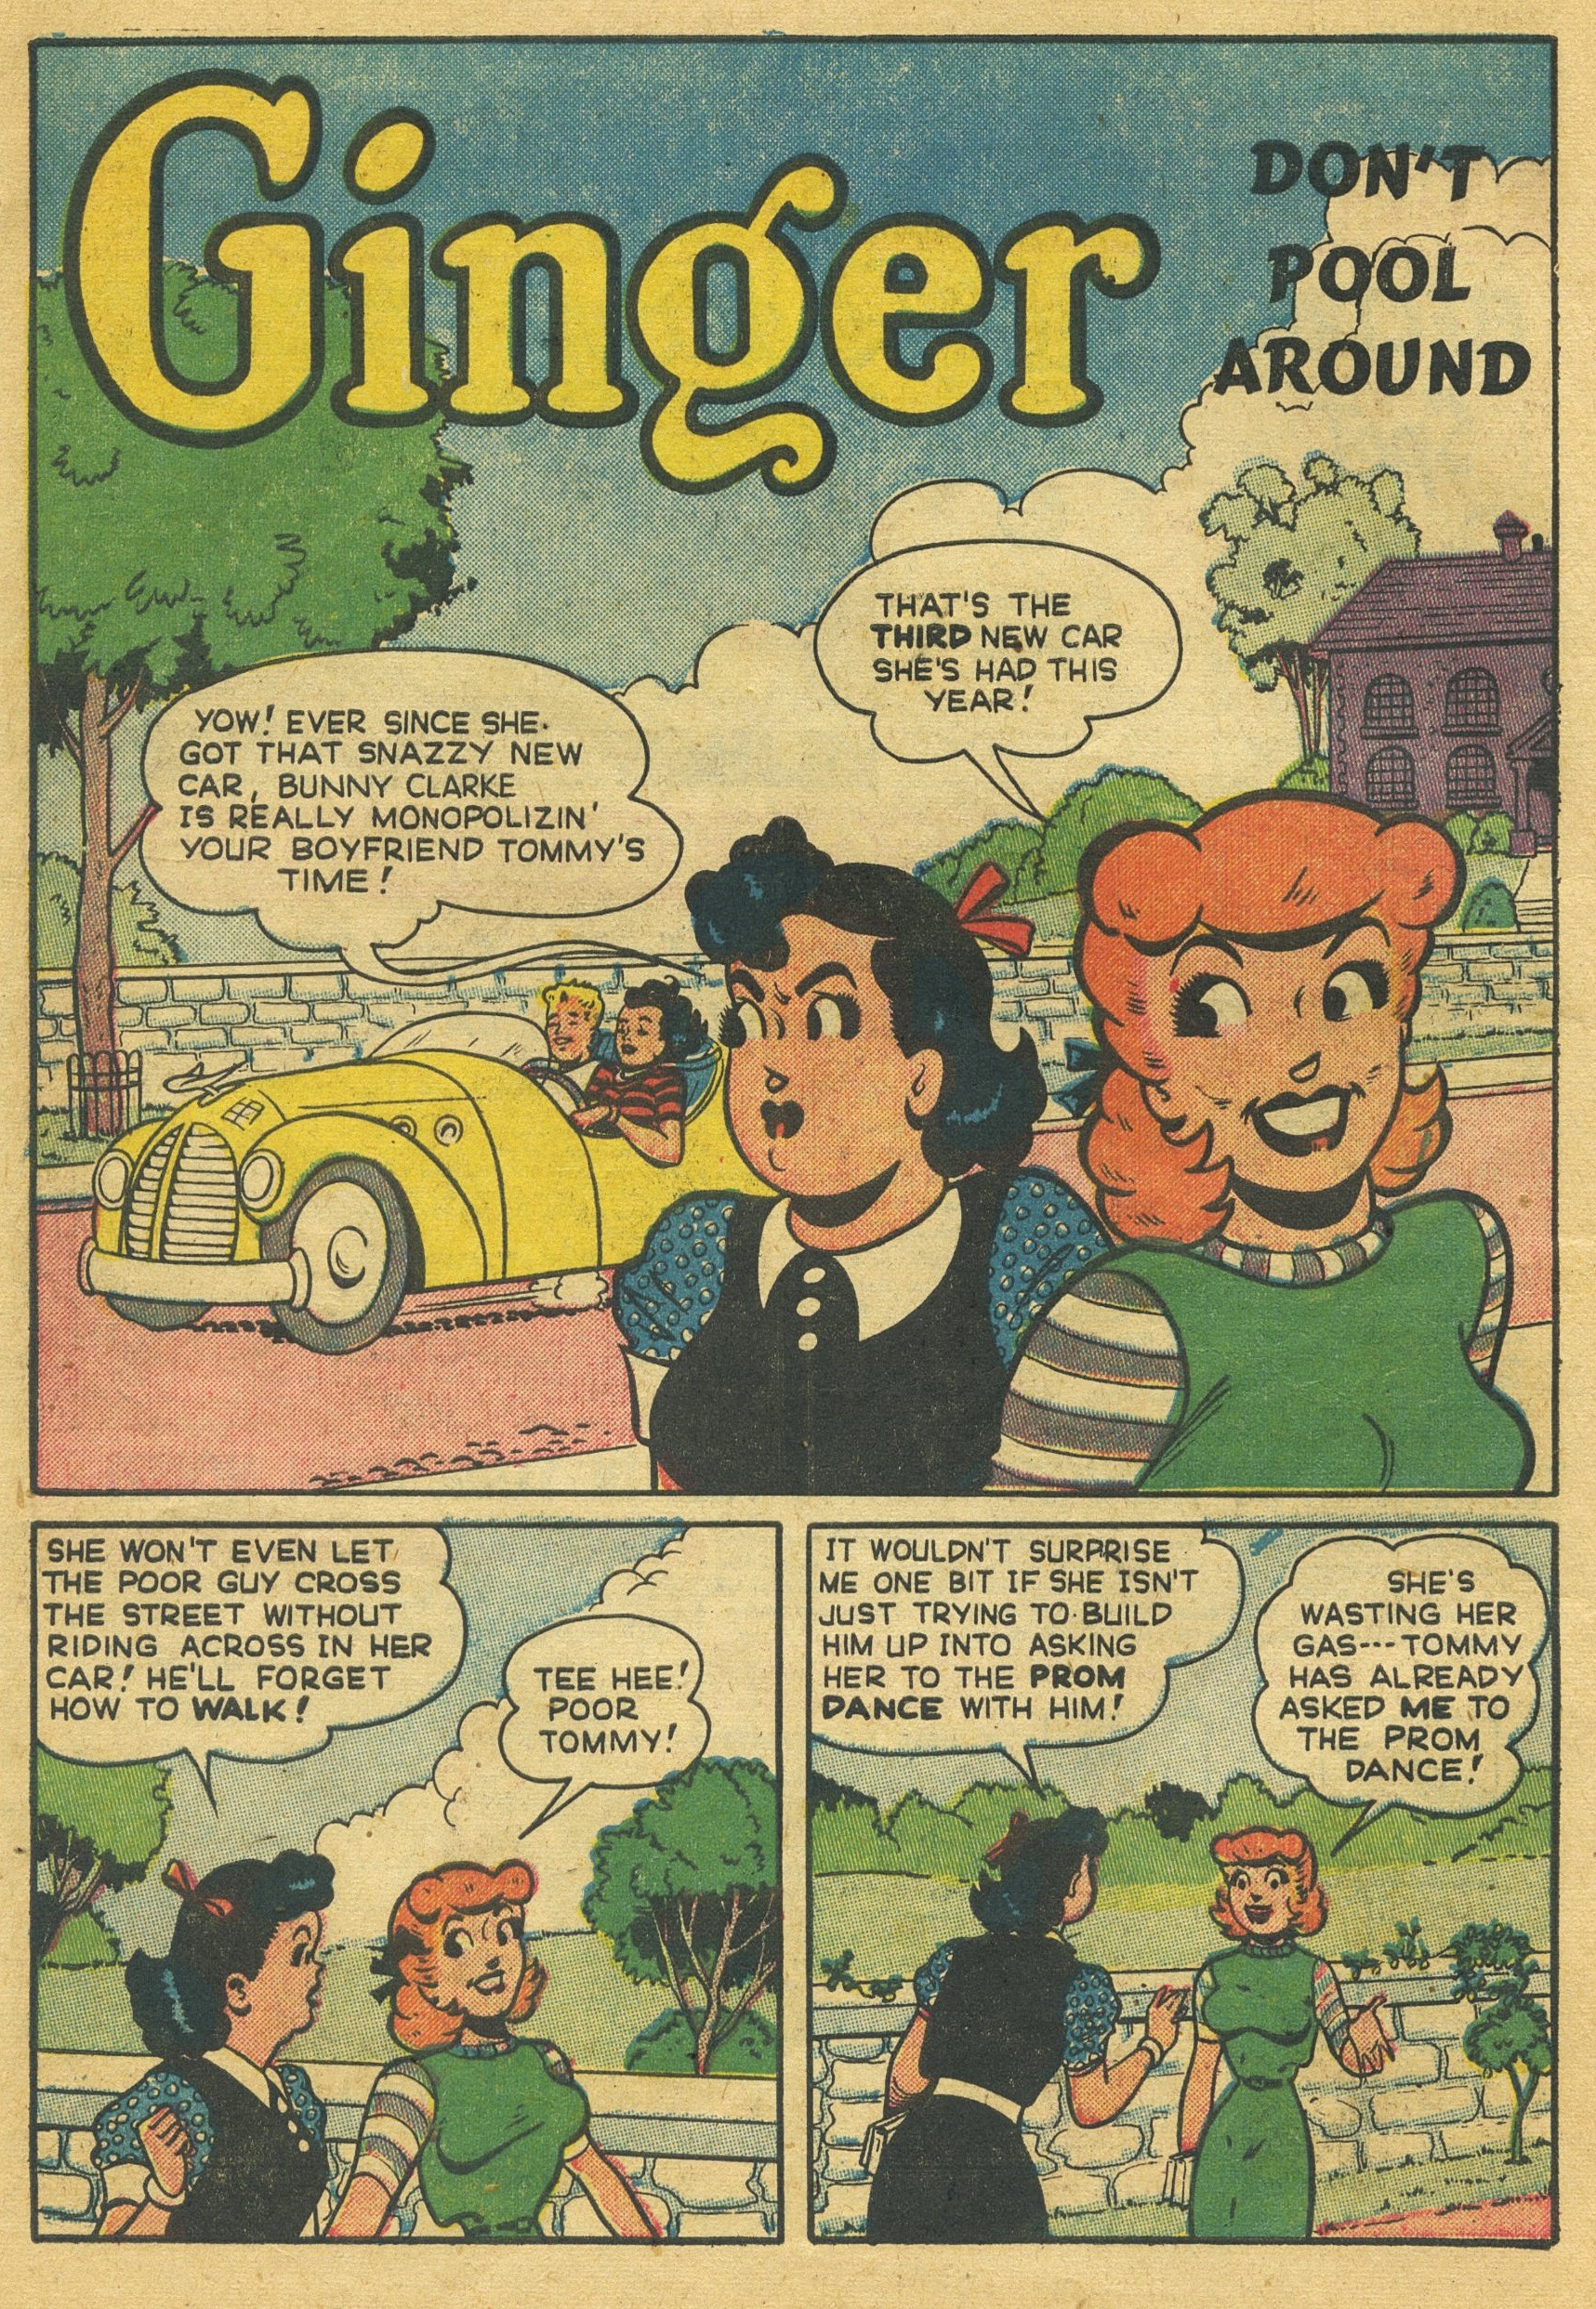 Ginger
DON'T
POOL
AROUND
YOW! EVER SINCE SHE
GOT THAT SNAZZY NEW
CAR, BUNNY CLARKE
IS REALLY MONOPOLIZIN'
YOUR BOYFRIEND TOMMY'S
TIME!
THAT'S THE
THIRD NEW CAR
SHE'S HAD THIS
YEAR!
SHE WON'T EVEN LET
THE POOR GUY CROSS
THE STREET WITHOUT
RIDING ACROSS IN HER
CAR! HE'LL FORGET
HOW TO WALK!
TEE HEE!
POOR
TOMMY!
IT WOULDN'T SURPRISE
ME ONE BIT IF SHE ISN'T
JUST TRYING TO BUILD
HIM UP INTO ASKING
HER TO THE PROM
DANCE WITH HIM!
SHE'S
WASTING HER
GAS---TOMMY
HAS ALREADY
ASKED ME TO
THE PROM
DANCE!